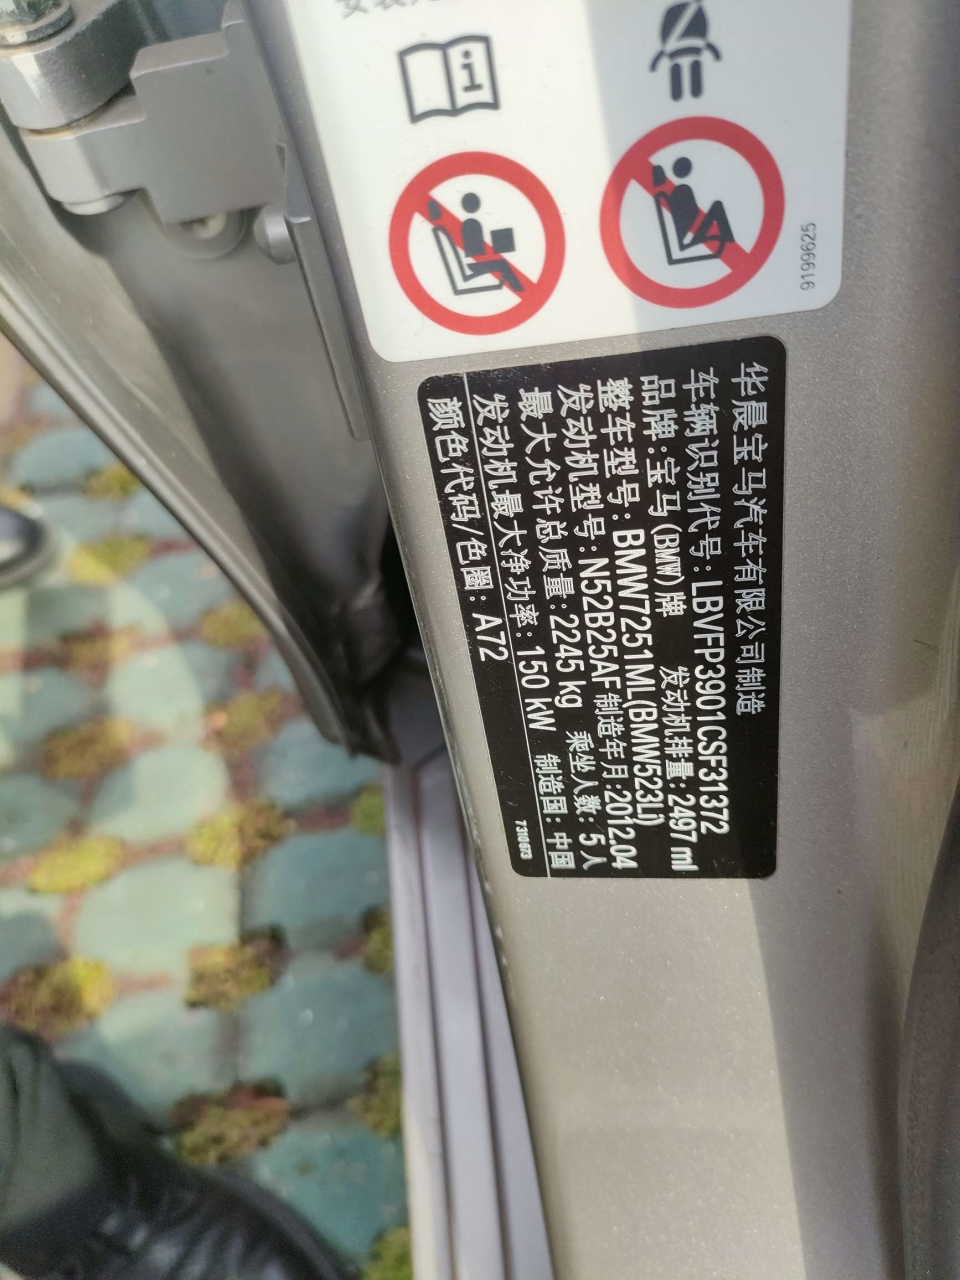 9199625
华晨宝马汽车有限公司制造
车辆识别代号: LBVFP3901CSF31372
品牌:宝马(BMW)牌 发动机排量:2497 ml
整车型号: BMW7251ML(BMW523Li)
发动机型号:N52B25AF 制造年月:2012.04
最大允许总质量:2245 kg 乘坐人数: 5人
发动机最大净功率: 150 kW 制造国: 中国
颜色代码/色圈: A72
7310673